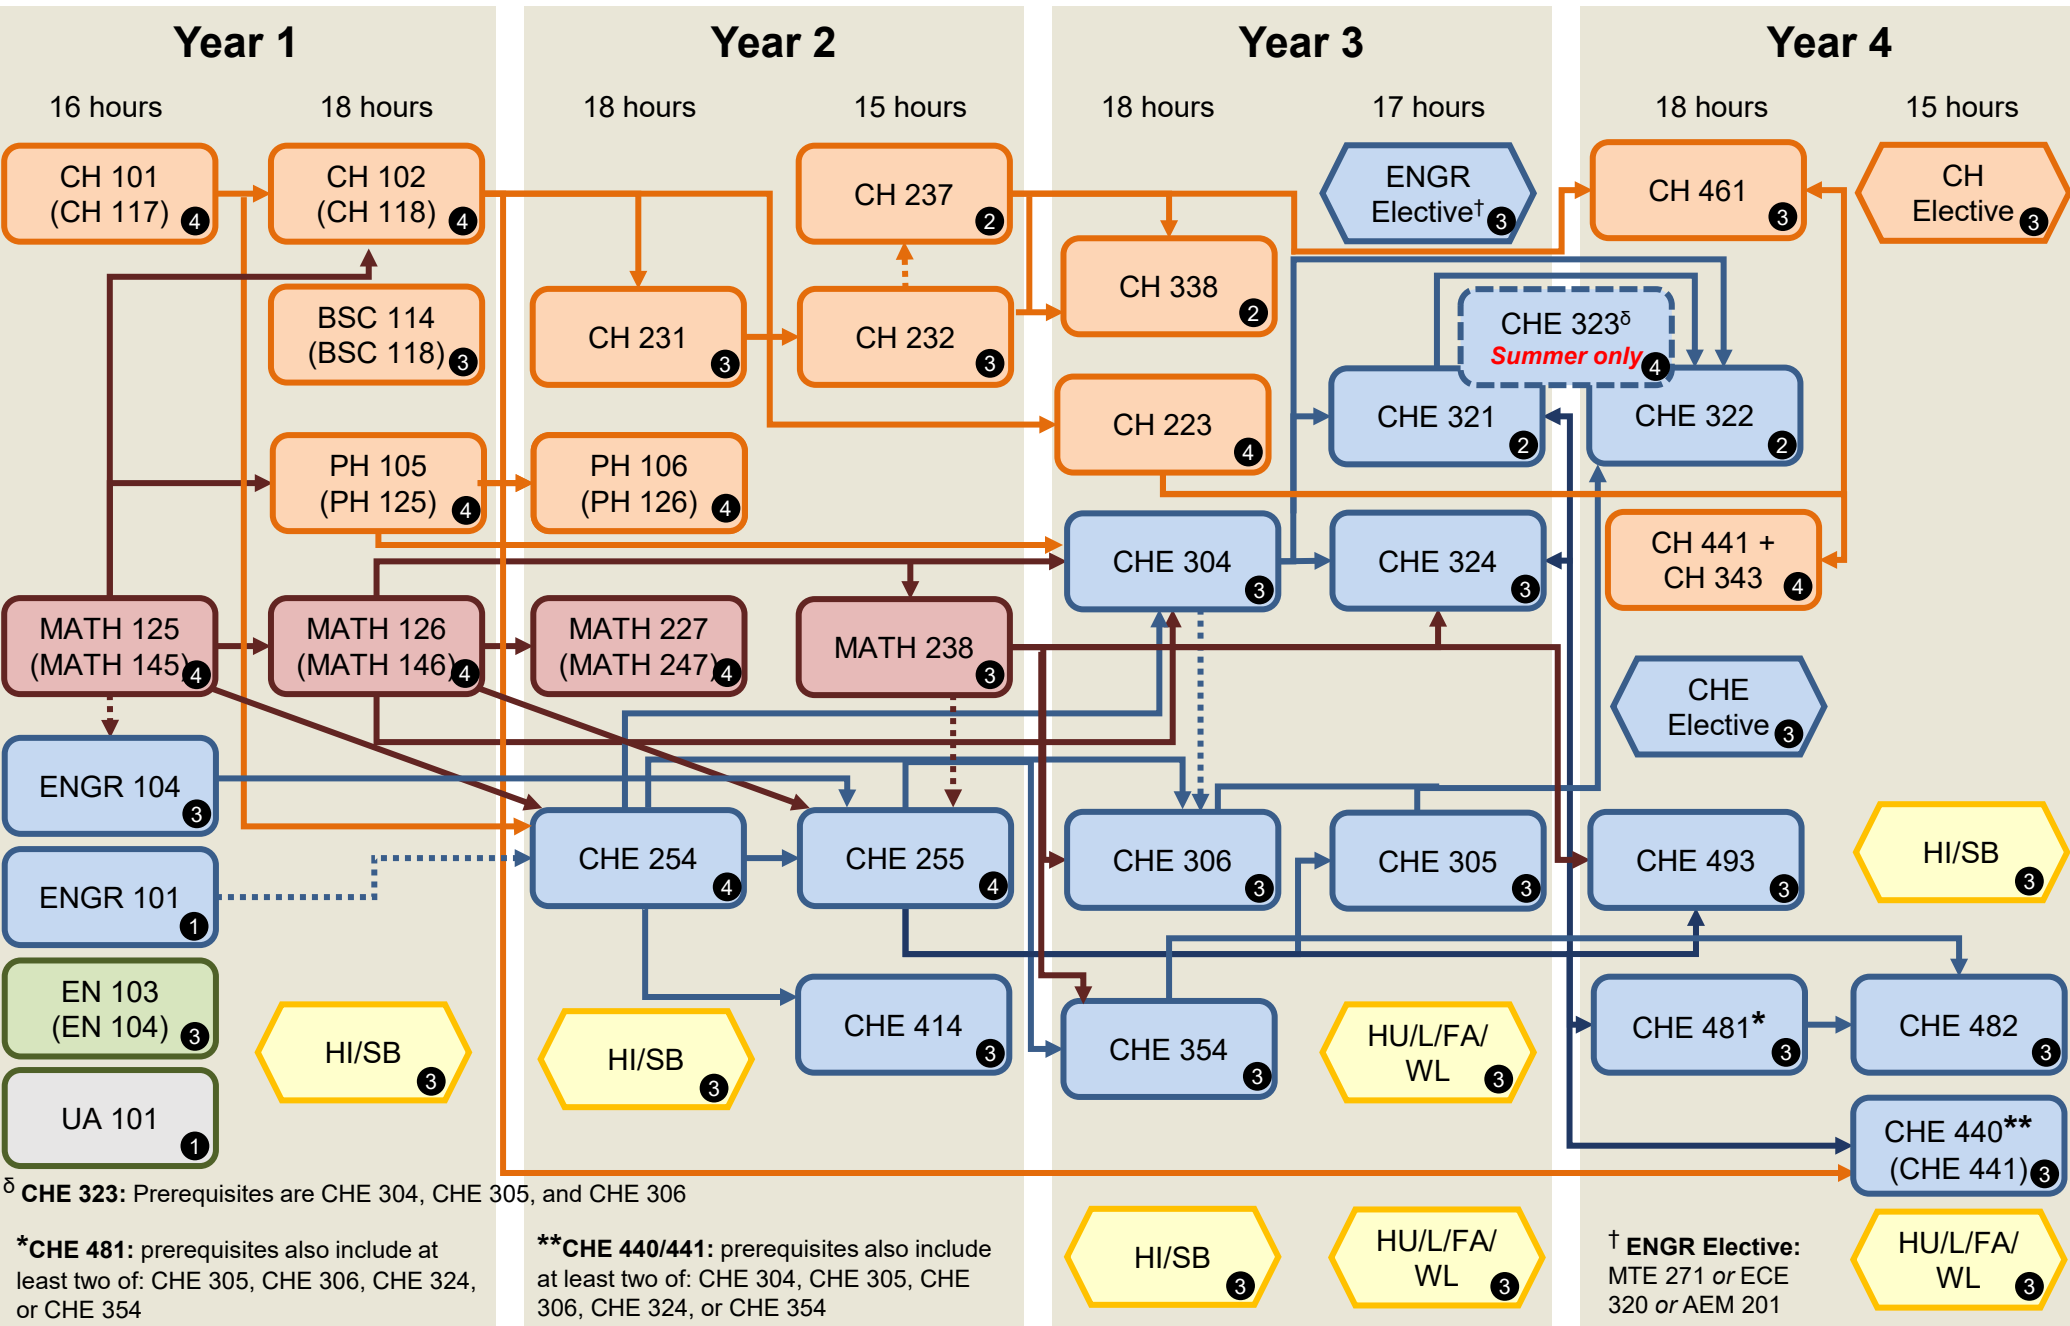 Year 1
Year 2
Year 3
Year 4
16 hours
18 hours
18 hours
15 hours
18 hours
17 hours
18 hours
15 hours
CH 101
(CH 117)
4
CH 102
(CH 118)
4
CH 237
2
ENGR
Elective†
3
CH 461
3
CH
Elective
3
BSC 114
(BSC 118)
3
CH 231
3
CH 232
3
CH 338
2
CHE 323δ
Summer only
4
CH 223
4
CHE 321
2
CHE 322
2
PH 105
(PH 125)
4
PH 106
(PH 126)
4
CHE 304
3
CHE 324
3
CH 441 +
CH 343
4
MATH 125
(MATH 145)
4
MATH 126
(MATH 146)
4
MATH 227
(MATH 247)
4
MATH 238
3
CHE
Elective
3
ENGR 104
3
CHE 254
4
CHE 255
4
CHE 306
3
CHE 305
3
CHE 493
3
HI/SB
3
ENGR 101
1
EN 103
(EN 104)
3
HI/SB
3
HI/SB
3
CHE 414
3
CHE 354
3
HU/L/FA/
WL
3
CHE 481*
3
CHE 482
3
UA 101
1
CHE 440**
(CHE 441)
3
δ CHE 323: Prerequisites are CHE 304, CHE 305, and CHE 306
*CHE 481: prerequisites also include at
least two of: CHE 305, CHE 306, CHE 324,
or CHE 354
**CHE 440/441: prerequisites also include
at least two of: CHE 304, CHE 305, CHE
306, CHE 324, or CHE 354
HI/SB
3
HU/L/FA/
WL
3
† ENGR Elective:
MTE 271 or ECE
320 or AEM 201
HU/L/FA/
WL
3